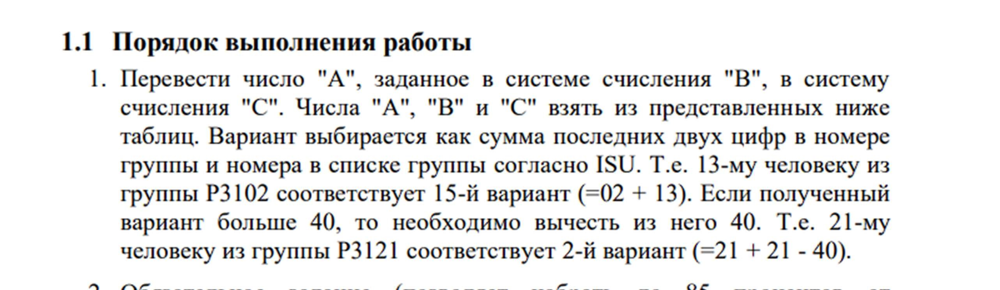 1.1 Порядок выполнения работы
1. Перевести число "А", заданное в системе счисления "В", в систему
счисления "С". Числа "А", "В" и "С" взять из представленных ниже
таблиц. Вариант выбирается как сумма последних двух цифр в номере
группы и номера в списке группы согласно ISU. Т.е. 13-му человеку из
группы P3102 соответствует 15-й вариант (=02 + 13). Если полученный
вариант больше 40, то необходимо вычесть из него 40. Т.е. 21-му
человеку из группы P3121 соответствует 2-й вариант (=21 + 21 - 40).